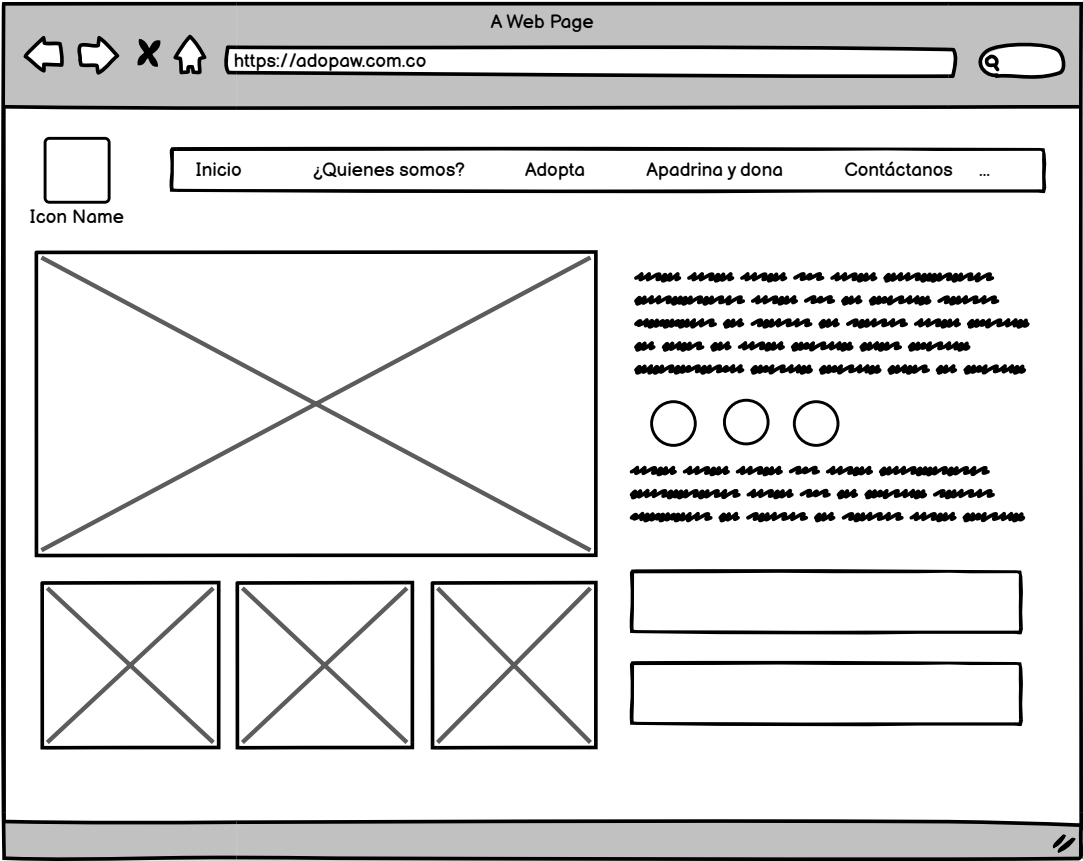 A Web Page
https://adopaw.com.co
Inicio ¿Quienes somos? Adopta Apadrina y dona Contáctanos ...
Icon Name